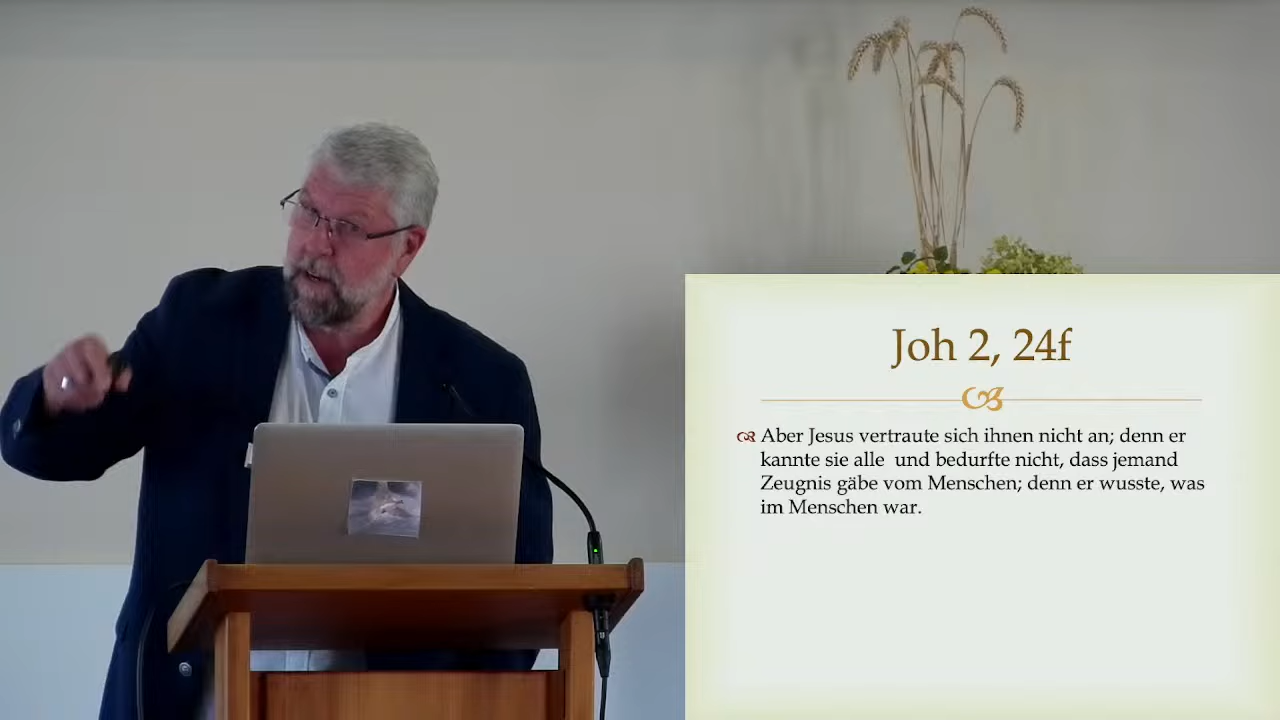 Joh 2, 24f
Aber Jesus vertraute sich ihnen nicht an; denn er
kannte sie alle und bedurfte nicht, dass jemand
Zeugnis gäbe vom Menschen; denn er wusste, was
im Menschen war.